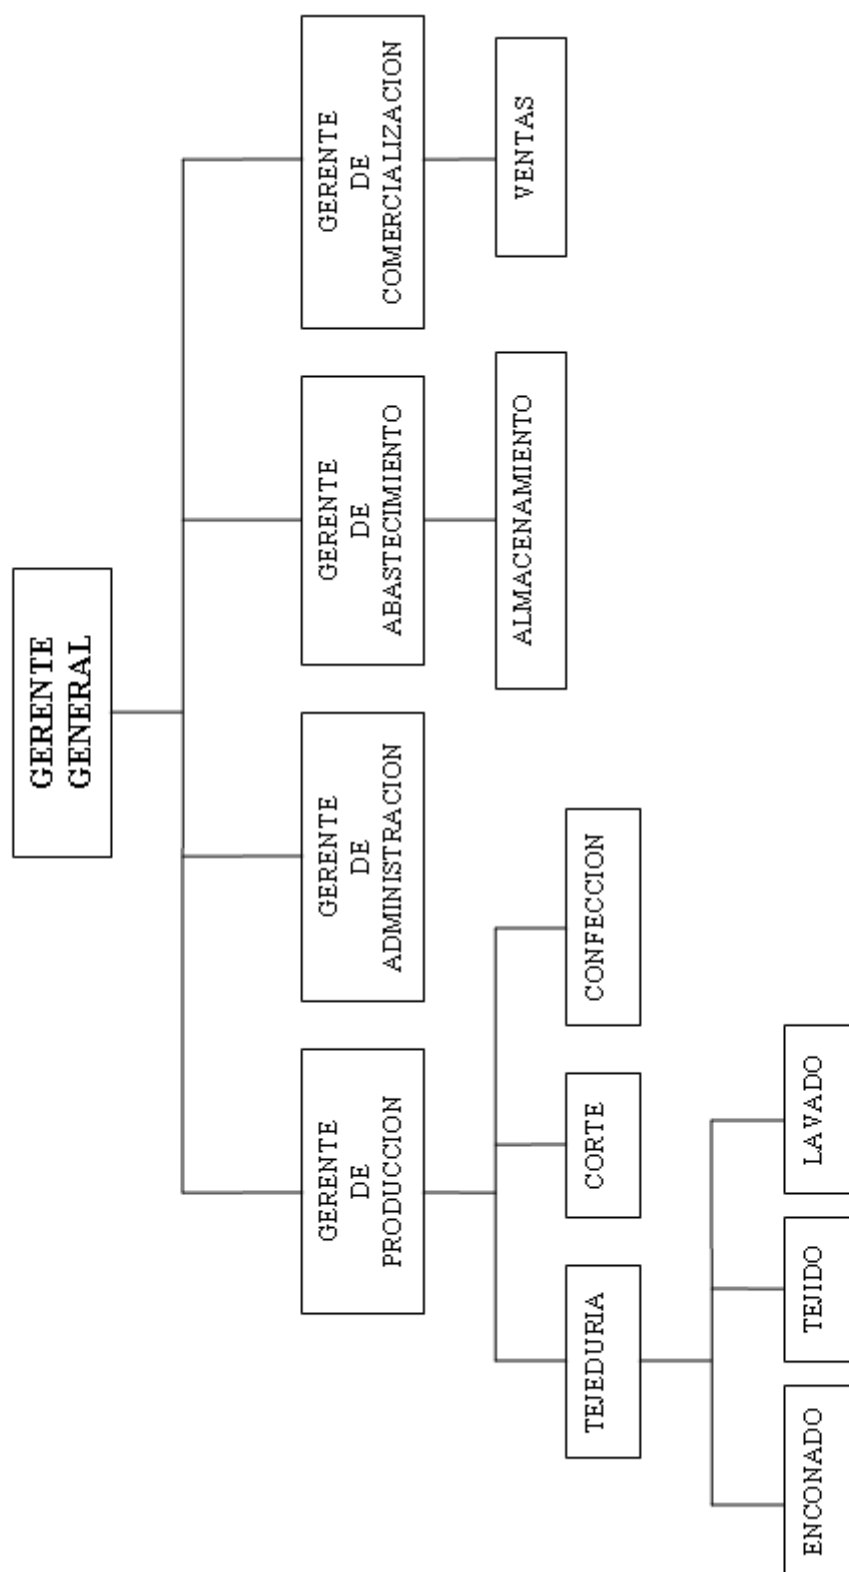 GERENTE
GENERAL
GERENTE
DE
PRODUCCION
GERENTE
DE
ADMINISTRACION
GERENTE
DE
ABASTECIMIENTO
GERENTE
DE
COMERCIALIZACION
ALMACENAMIENTO
VENTAS
TEJEDURIA
CORTE
CONFECCION
ENCONADO
TEJIDO
LAVADO